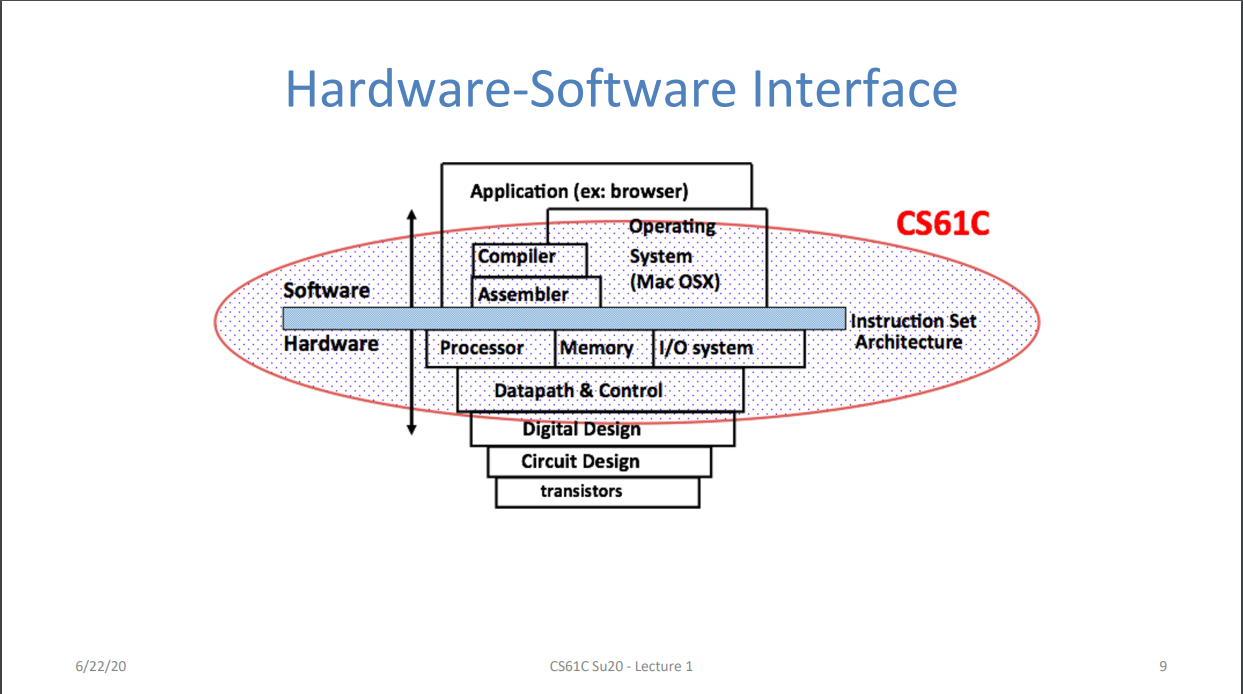 Hardware-Software Interface
Application (ex: browser)
CS61C
Operating
Compiler
System
(Mac OSX)
Software
Assembler
Instruction Set
Architecture
Hardware
Processor
Memory
I/O system
Datapath & Control
Digital Design
Circuit Design
transistors
6/22/20
CS61C Su20 - Lecture 1
9